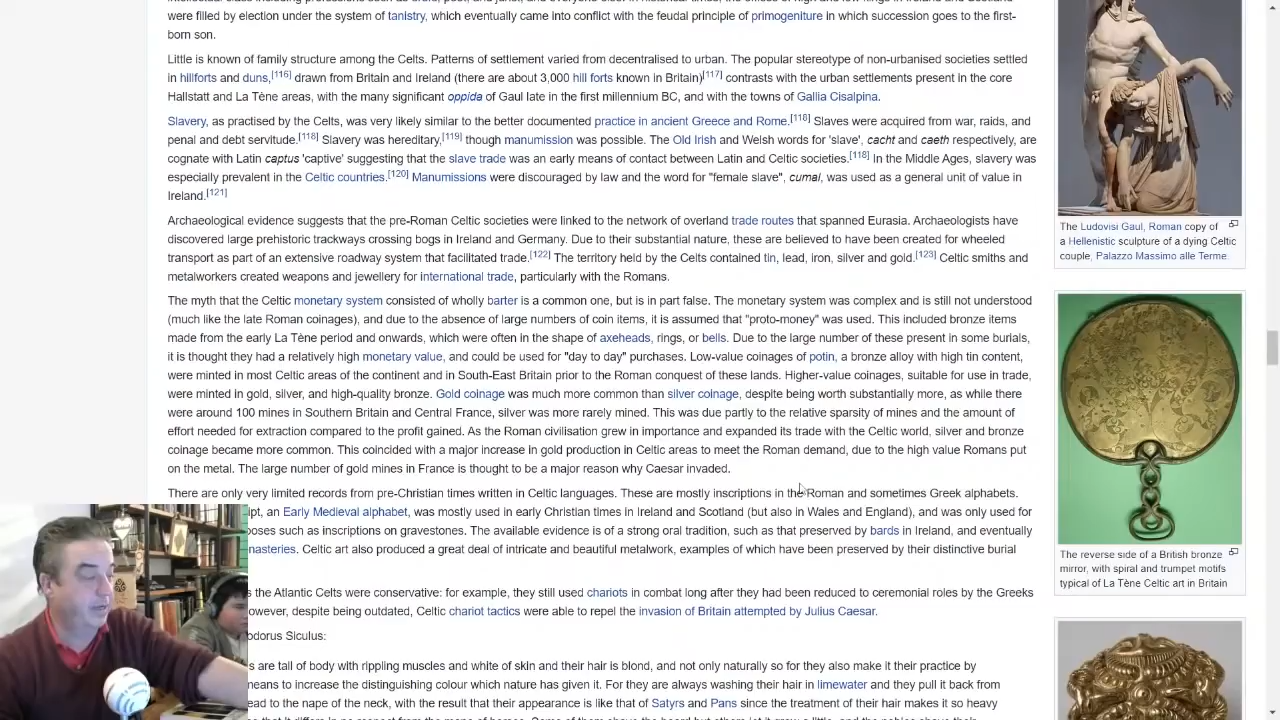 were filled by election under the system of tanistry, which eventually came into conflict with the feudal principle of primogeniture in which succession goes to the first-
born son.
Little is known of family structure among the Celts. Patterns of settlement varied from decentralised to urban. The popular stereotype of non-urbanised societies settled
in hillforts and duns,[116] drawn from Britain and Ireland (there are about 3,000 hill forts known in Britain)[117] contrasts with the urban settlements present in the core
Hallstatt and La Tène areas, with the many significant oppida of Gaul late in the first millennium BC, and with the towns of Gallia Cisalpina.
Slavery, as practised by the Celts, was very likely similar to the better documented practice in ancient Greece and Rome.[118] Slaves were acquired from war, raids, and
penal and debt servitude.[118] Slavery was hereditary,[119] though manumission was possible. The Old Irish and Welsh words for 'slave', cacht and caeth respectively, are
cognate with Latin captus 'captive' suggesting that the slave trade was an early means of contact between Latin and Celtic societies.[118] In the Middle Ages, slavery was
especially prevalent in the Celtic countries.[120] Manumissions were discouraged by law and the word for "female slave", cumal, was used as a general unit of value in
Ireland.[121]
Archaeological evidence suggests that the pre-Roman Celtic societies were linked to the network of overland trade routes that spanned Eurasia. Archaeologists have
discovered large prehistoric trackways crossing bogs in Ireland and Germany. Due to their substantial nature, these are believed to have been created for wheeled
transport as part of an extensive roadway system that facilitated trade.[122] The territory held by the Celts contained tin, lead, iron, silver and gold.[123] Celtic smiths and
metalworkers created weapons and jewellery for international trade, particularly with the Romans.
The myth that the Celtic monetary system consisted of wholly barter is a common one, but is in part false. The monetary system was complex and is still not understood
(much like the late Roman coinages), and due to the absence of large numbers of coin items, it is assumed that "proto-money" was used. This included bronze items
made from the early La Tène period and onwards, which were often in the shape of axeheads, rings, or bells. Due to the large number of these present in some burials,
it is thought they had a relatively high monetary value, and could be used for "day to day" purchases. Low-value coinages of potin, a bronze alloy with high tin content,
were minted in most Celtic areas of the continent and in South-East Britain prior to the Roman conquest of these lands. Higher-value coinages, suitable for use in trade,
were minted in gold, silver, and high-quality bronze. Gold coinage was much more common than silver coinage, despite being worth substantially more, as while there
were around 100 mines in Southern Britain and Central France, silver was more rarely mined. This was due partly to the relative sparsity of mines and the amount of
effort needed for extraction compared to the profit gained. As the Roman civilisation grew in importance and expanded its trade with the Celtic world, silver and bronze
coinage became more common. This coincided with a major increase in gold production in Celtic areas to meet the Roman demand, due to the high value Romans put
on the metal. The large number of gold mines in France is thought to be a major reason why Caesar invaded.
There are only very limited records from pre-Christian times written in Celtic languages. These are mostly inscriptions in the Roman and sometimes Greek alphabets.
pt, an Early Medieval alphabet, was mostly used in early Christian times in Ireland and Scotland (but also in Wales and England), and was only used for
oses such as inscriptions on gravestones. The available evidence is of a strong oral tradition, such as that preserved by bards in Ireland, and eventually
nasteries. Celtic art also produced a great deal of intricate and beautiful metalwork, examples of which have been preserved by their distinctive burial
s the Atlantic Celts were conservative: for example, they still used chariots in combat long after they had been reduced to ceremonial roles by the Greeks
owever, despite being outdated, Celtic chariot tactics were able to repel the invasion of Britain attempted by Julius Caesar.
odorus Siculus:
s are tall of body with rippling muscles and white of skin and their hair is blond, and not only naturally so for they also make it their practice by
eans to increase the distinguishing colour which nature has given it. For they are always washing their hair in limewater and they pull it back from
ead to the nape of the neck, with the result that their appearance is like that of Satyrs and Pans since the treatment of their hair makes it so heavy
The Ludovisi Gaul, Roman copy of
a Hellenistic sculpture of a dying Celtic
couple, Palazzo Massimo alle Terme.
The reverse side of a British bronze
mirror, with spiral and trumpet motifs
typical of La Tène Celtic art in Britain